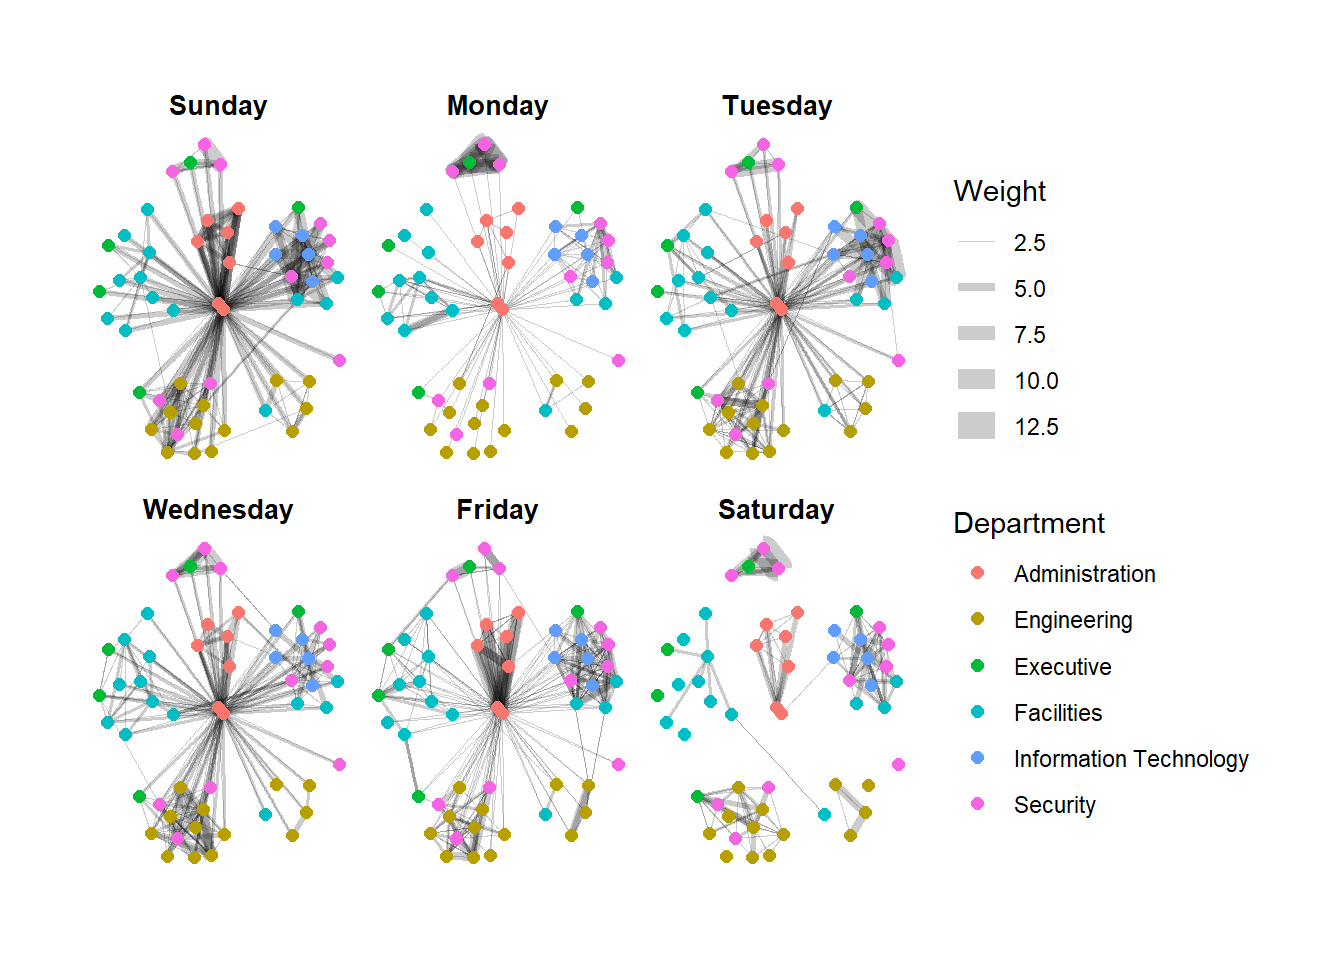 Sunday
Monday
Tuesday
Wednesday
Friday
Saturday
Weight
2.5
5.0
7.5
10.0
12.5
Department
Administration
Engineering
Executive
Facilities
Information Technology
Security